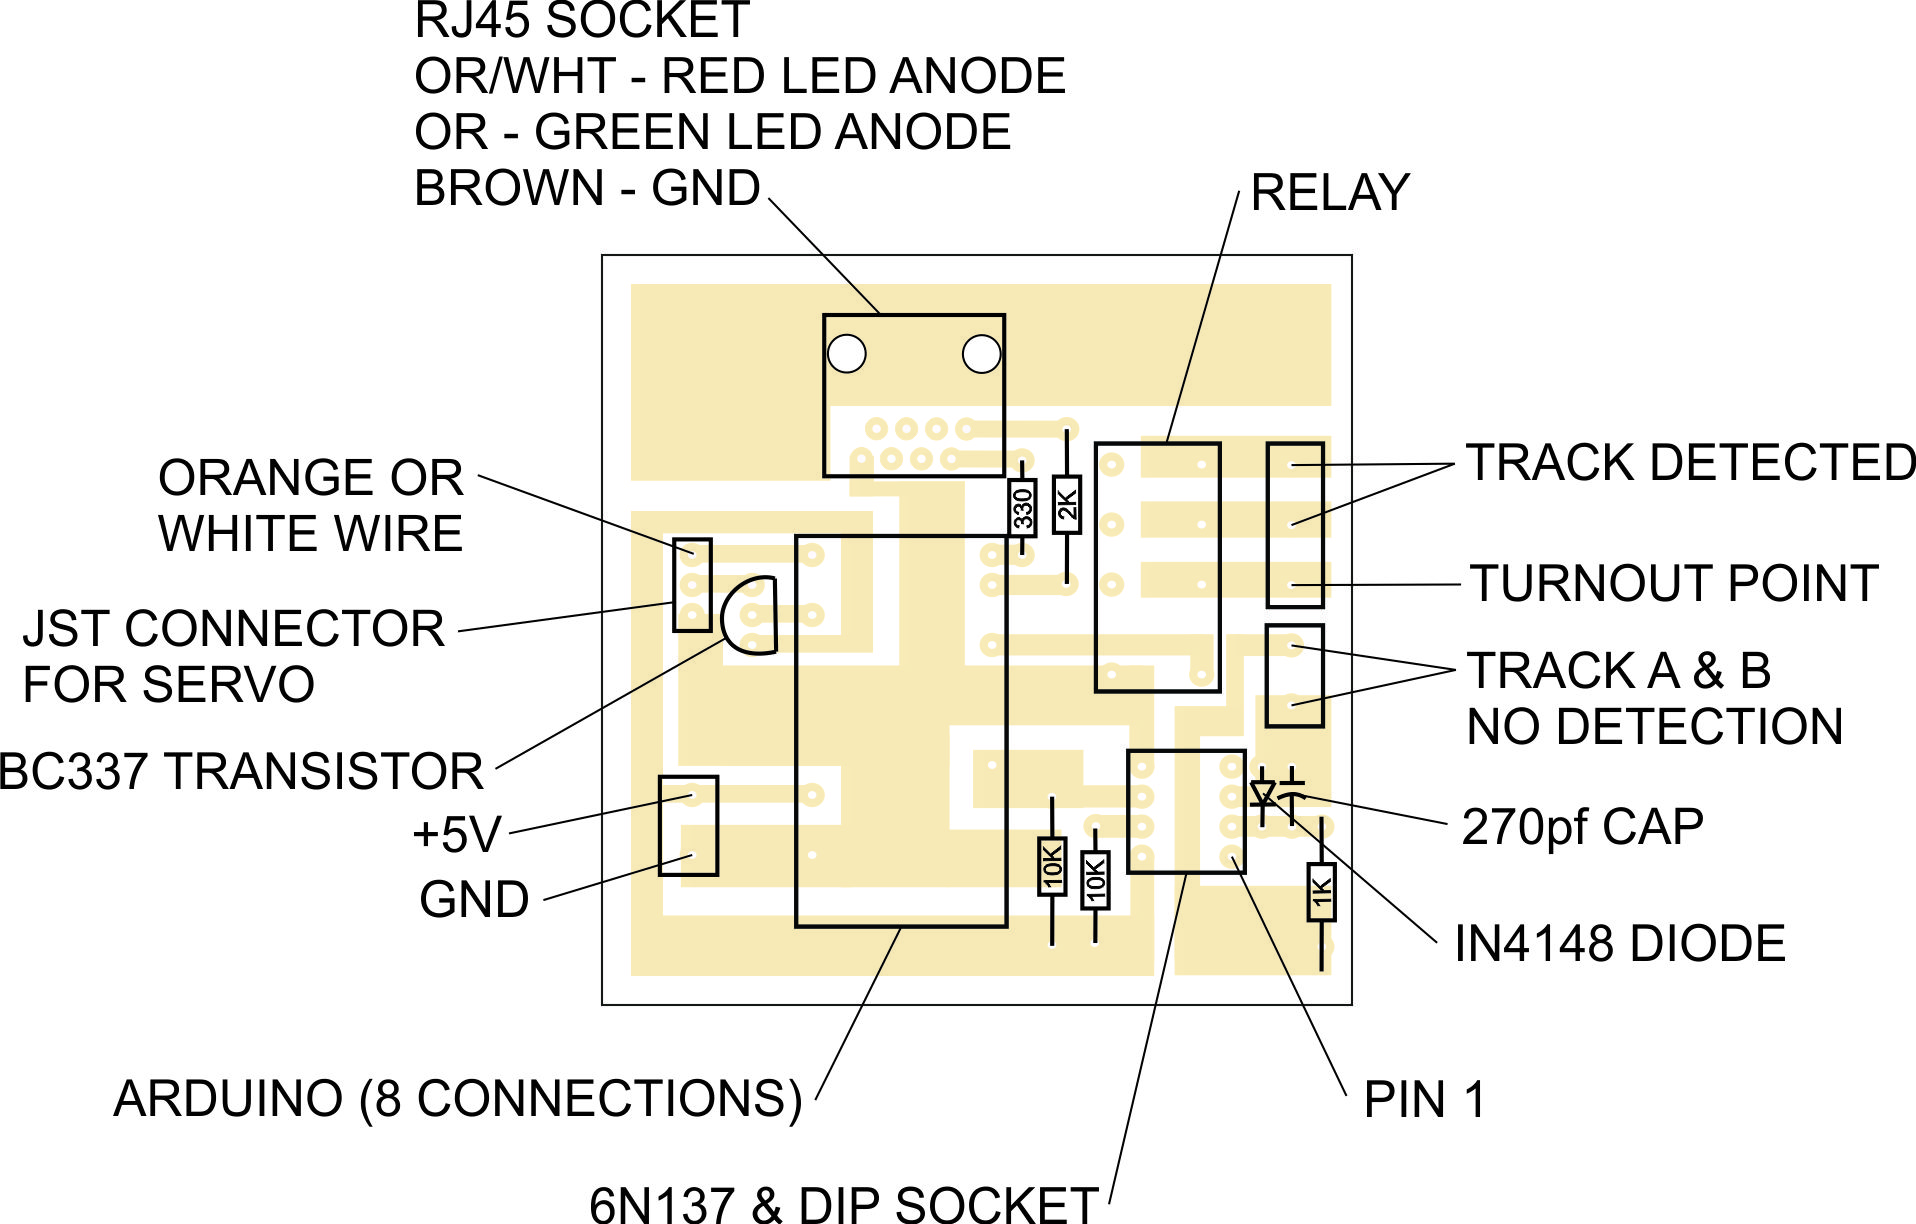 RJ45 SOCKET
OR/WHT - RED LED ANODE
OR - GREEN LED ANODE
BROWN - GND
RELAY
ORANGE OR
WHITE WIRE
330
2K
TRACK DETECTED
TURNOUT POINT
JST CONNECTOR
FOR SERVO
TRACK A & B
NO DETECTION
BC337 TRANSISTOR
+5V
270pf CAP
GND
10K
10K
1K
IN4148 DIODE
ARDUINO (8 CONNECTIONS)
PIN 1
6N137 & DIP SOCKET